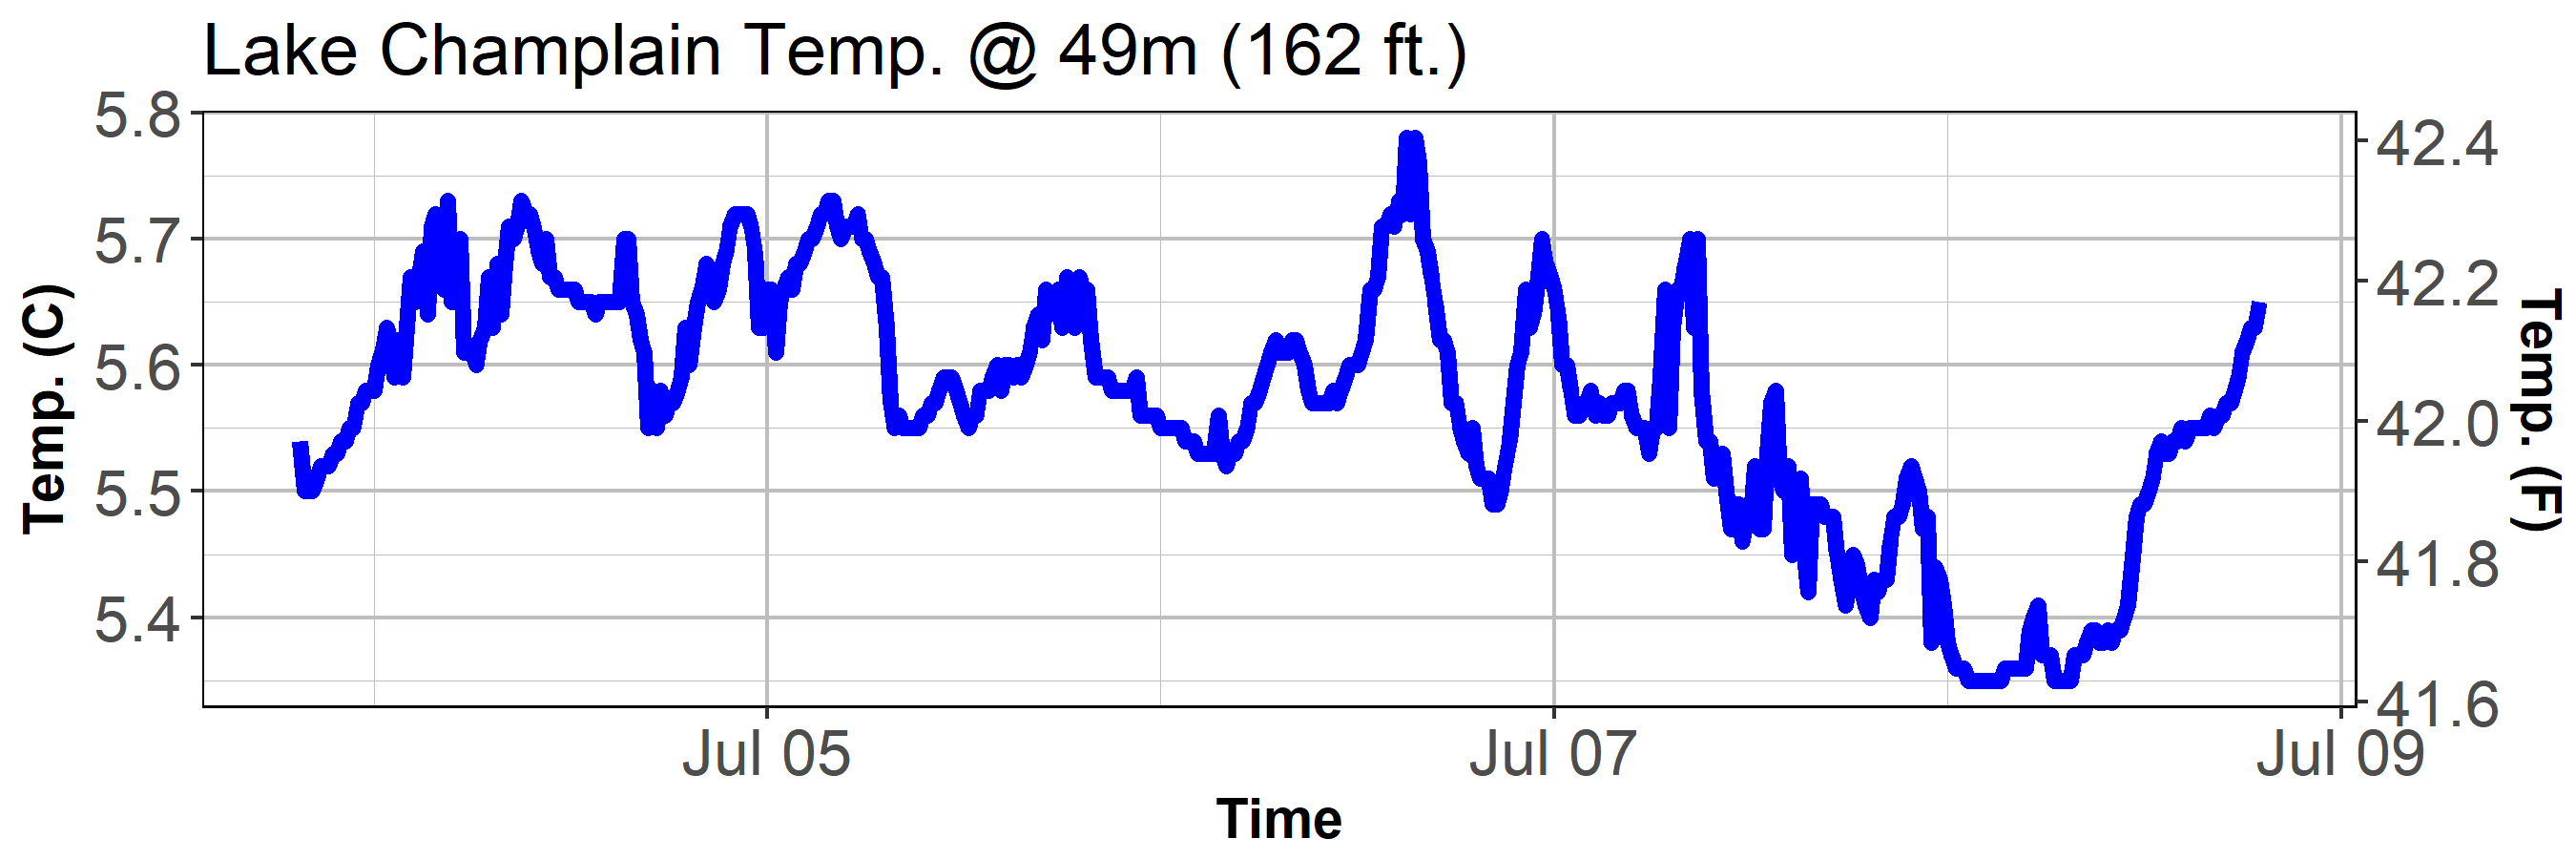 Lake Champlain Temp. @ 49m (162 ft.)
5.8
5.7
5.6
5.5
5.4
Temp. (C)
42.4
42.2
42.0
41.8
41.6
Temp. (F)
Jul 05
Jul 07
Jul 09
Time